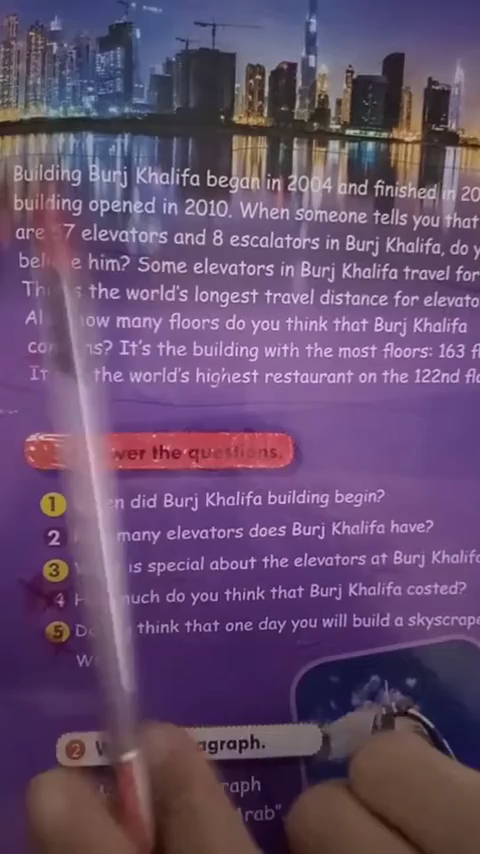 Building Burj Khalifa began in 2004 and finished in 20
building opened in 2010. When someone tells you that
are 57 elevators and 8 escalators in Burj Khalifa, do y
him? Some elevators in Burj Khalifa travel for
the world's longest travel distance for elevato
how many floors do you think that Burj Khalifa
It's the building with the most floors: 163 fl
It the world's highest restaurant on the 122nd flo
the questions.
1 did Burj Khalifa building begin?
2 many elevators does Burj Khalifa have?
3 is special about the elevators at Burj Khalifa
4 much do you think that Burj Khalifa costed?
5 think that one day you will build a skyscrape
2 agraph.
raph
Arab"